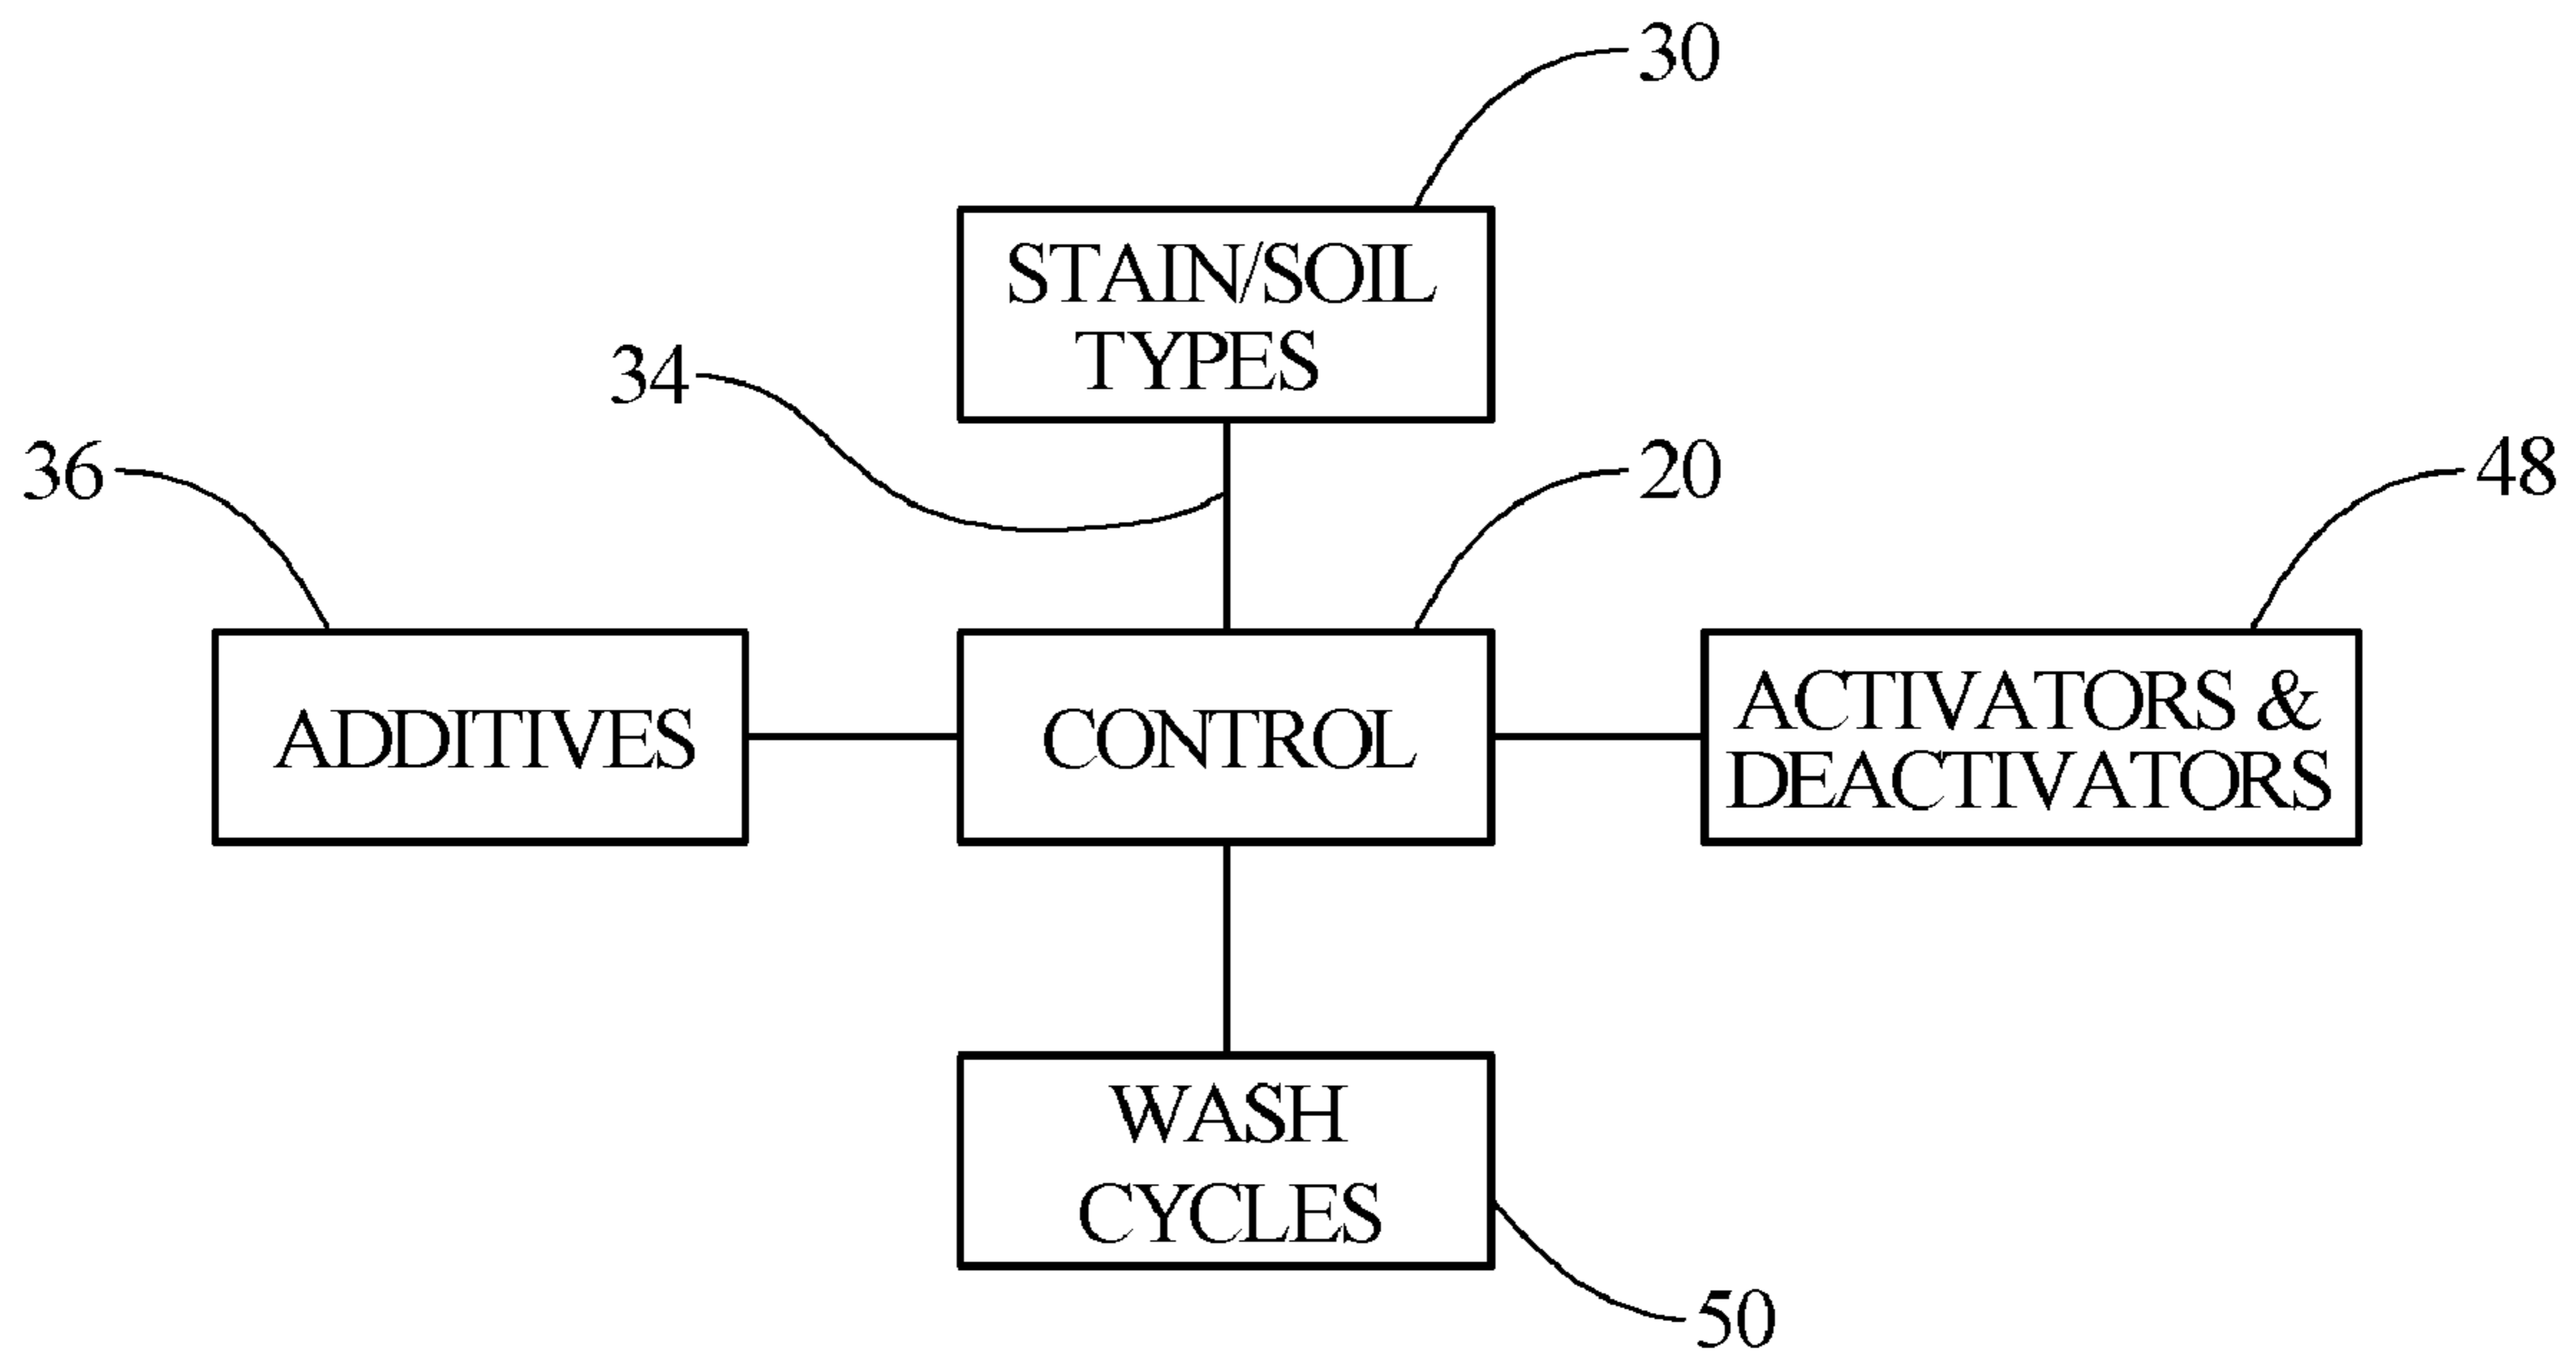 30
STAIN/SOIL
TYPES
34
36
20
48
ADDITIVES
CONTROL
ACTIVATORS &
DEACTIVATORS
WASH
CYCLES
50